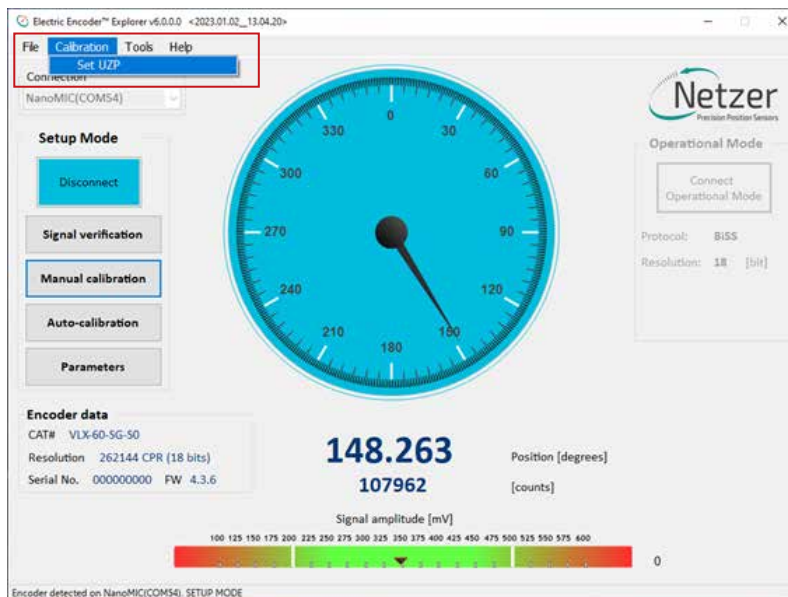 Electric Encoder™ Explorer v6.0.0.0 <2023.01.02__13.04.20>
File Calibration Tools Help
Set UZP
Connection
NanoMIC(COM54)
Netzer
Precision Position Sensors
Setup Mode
Disconnect
Signal verification
Manual calibration
Auto-calibration
Parameters
0
30
60
90
120
150
180
210
240
270
300
330
Operational Mode
Connect
Operational Mode
Protocol: BiSS
Resolution: 18 [bit]
Encoder data
CAT# VLX-60-SG-S0
Resolution 262144 CPR (18 bits)
Serial No. 000000000 FW 4.3.6
148.263 Position [degrees]
107962 [counts]
Signal amplitude [mV]
100 125 150 175 200 225 250 275 300 325 350 375 400 425 450 475 500 525 550 575 600
0
Encoder detected on NanoMIC(COM54). SETUP MODE